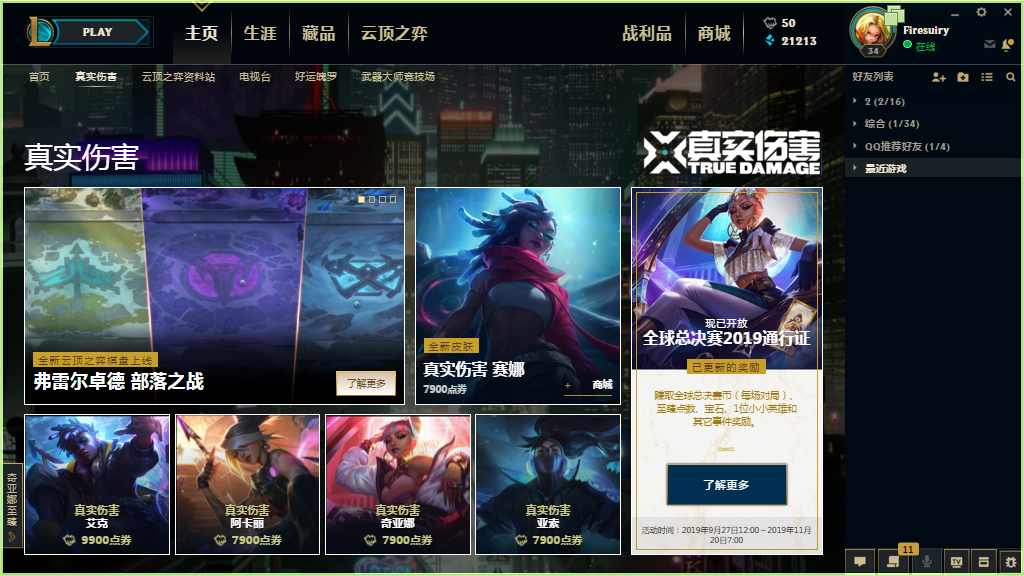 PLAY
主页
生涯
藏品
云顶之弈
战利品
商城
50
21213
34
Firesuiry
在线
首页
真实伤害
云顶之弈资料站
电视台
好运魄罗
武器大师竞技场
好友列表
2 (2/16)
综合 (1/34)
QQ推荐好友 (1/4)
最近游戏
真实伤害
真实伤害
TRUE DAMAGE
全新云顶之弈棋盘上线
弗雷尔卓德 部落之战
了解更多
全新皮肤
真实伤害 赛娜
7900点券
+
商城
现已开放
全球总决赛2019通行证
已更新的奖励
赚取全球总决赛币（每场对局）、
至臻点数、宝石、1位小小英雄和
其它事件奖励。
了解更多
活动时间：2019年9月27日12:00 – 2019年11月
20日7:00
奇亚娜至臻
真实伤害
艾克
9900点券
真实伤害
阿卡丽
7900点券
真实伤害
奇亚娜
7900点券
真实伤害
亚索
7900点券
11
TV